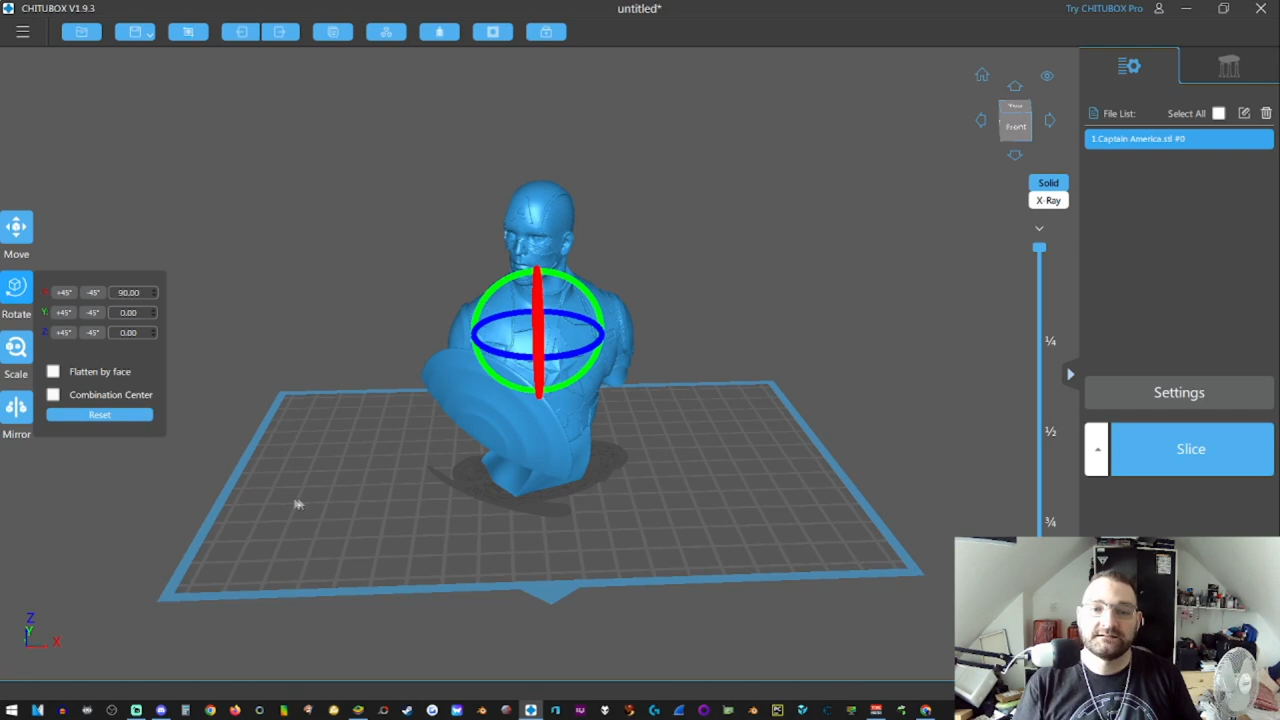 CHITUBOX V1.9.3
untitled*
Try CHITUBOX Pro
Top
Front
File List:
Select All
1.Captain America.stl #0
Solid
X-Ray
Move
X: +45° -45° 90.00
Rotate
Y: +45° -45° 0.00
Z: +45° -45° 0.00
1/4
Scale
Flatten by face
Combination Center
Settings
Reset
Mirror
1/2
Slice
3/4
Z
Y
X